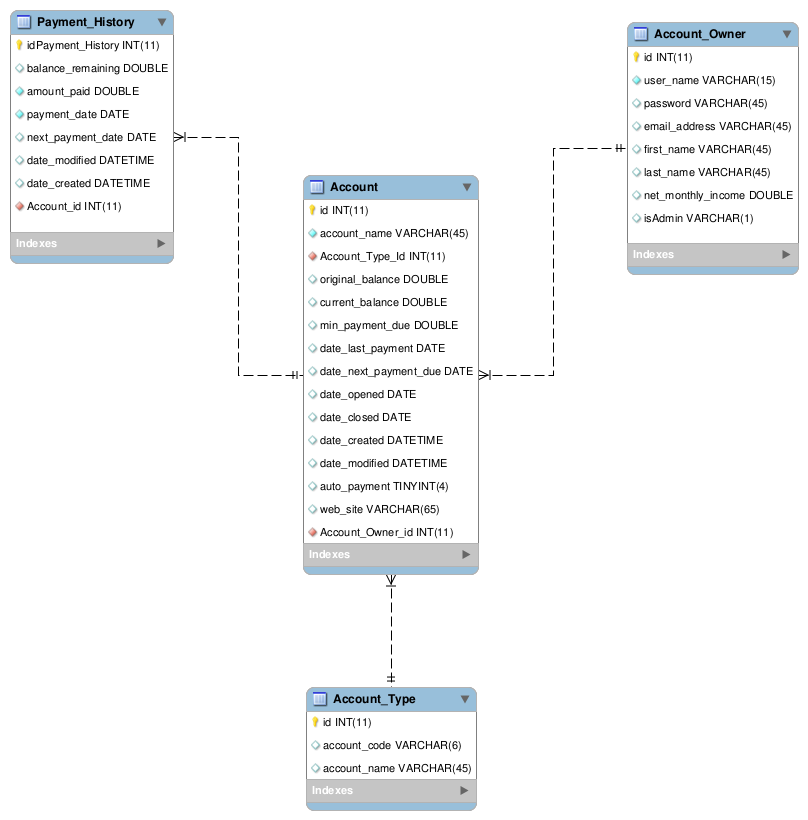 Payment_History
idPayment_History INT(11)
balance_remaining DOUBLE
amount_paid DOUBLE
payment_date DATE
next_payment_date DATE
date_modified DATETIME
date_created DATETIME
Account_id INT(11)
Indexes
Account_Owner
id INT(11)
user_name VARCHAR(15)
password VARCHAR(45)
email_address VARCHAR(45)
first_name VARCHAR(45)
last_name VARCHAR(45)
net_monthly_income DOUBLE
isAdmin VARCHAR(1)
Indexes
Account
id INT(11)
account_name VARCHAR(45)
Account_Type_Id INT(11)
original_balance DOUBLE
current_balance DOUBLE
min_payment_due DOUBLE
date_last_payment DATE
date_next_payment_due DATE
date_opened DATE
date_closed DATE
date_created DATETIME
date_modified DATETIME
auto_payment TINYINT(4)
web_site VARCHAR(65)
Account_Owner_id INT(11)
Indexes
Account_Type
id INT(11)
account_code VARCHAR(6)
account_name VARCHAR(45)
Indexes